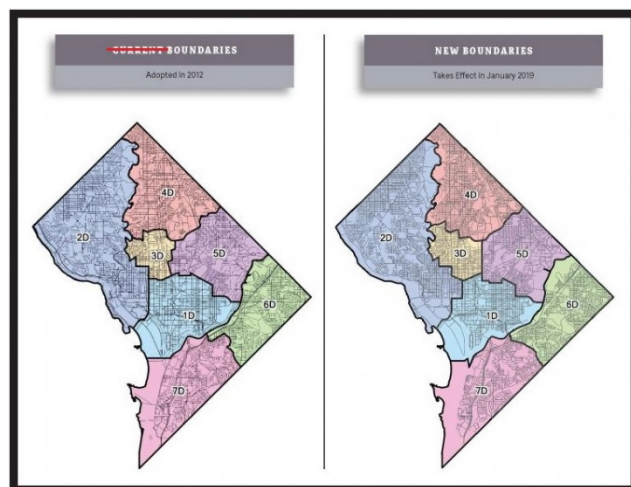 CURRENT BOUNDARIES
Adopted in 2012
4D
2D
3D
5D
6D
1D
7D
NEW BOUNDARIES
Takes Effect in January 2019
4D
2D
3D
5D
6D
1D
7D